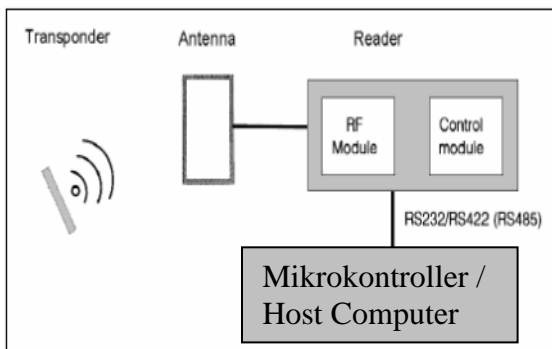 Transponder
Antenna
Reader
RF
Module
Control
module
RS232/RS422 (RS485)
Mikrokontroller /
Host Computer